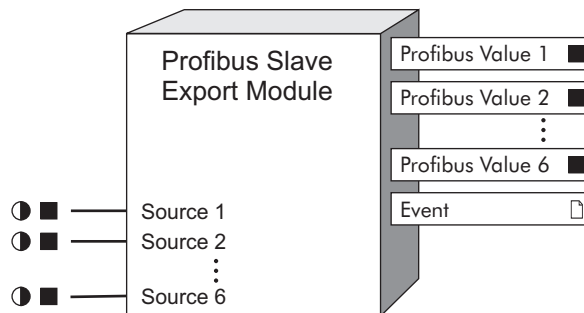 Profibus Slave
Export Module
Profibus Value 1
Profibus Value 2
Profibus Value 6
Event
Source 1
Source 2
Source 6